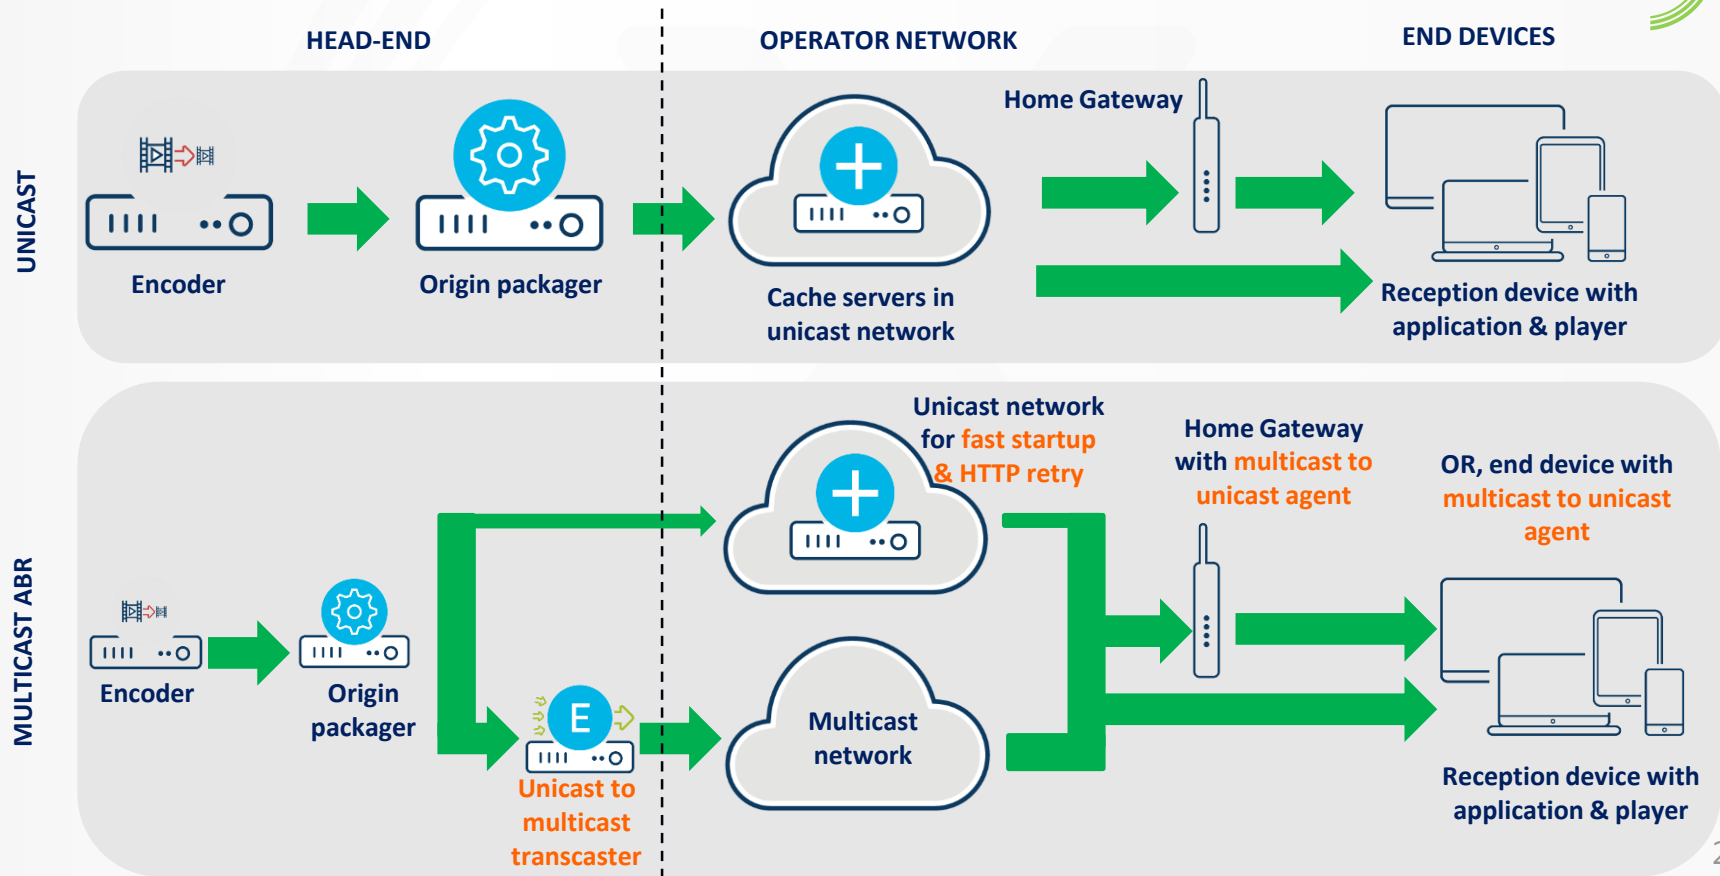 HEAD-END
OPERATOR NETWORK
END DEVICES
UNICAST
Encoder
Origin packager
Cache servers in
unicast network
Home Gateway
Reception device with
application & player
MULTICAST ABR
Encoder
Origin
packager
E
Unicast to
multicast
transcaster
Unicast network
for fast startup
& HTTP retry
Multicast
network
Home Gateway
with multicast to
unicast agent
OR, end device with
multicast to unicast
agent
Reception device with
application & player
2